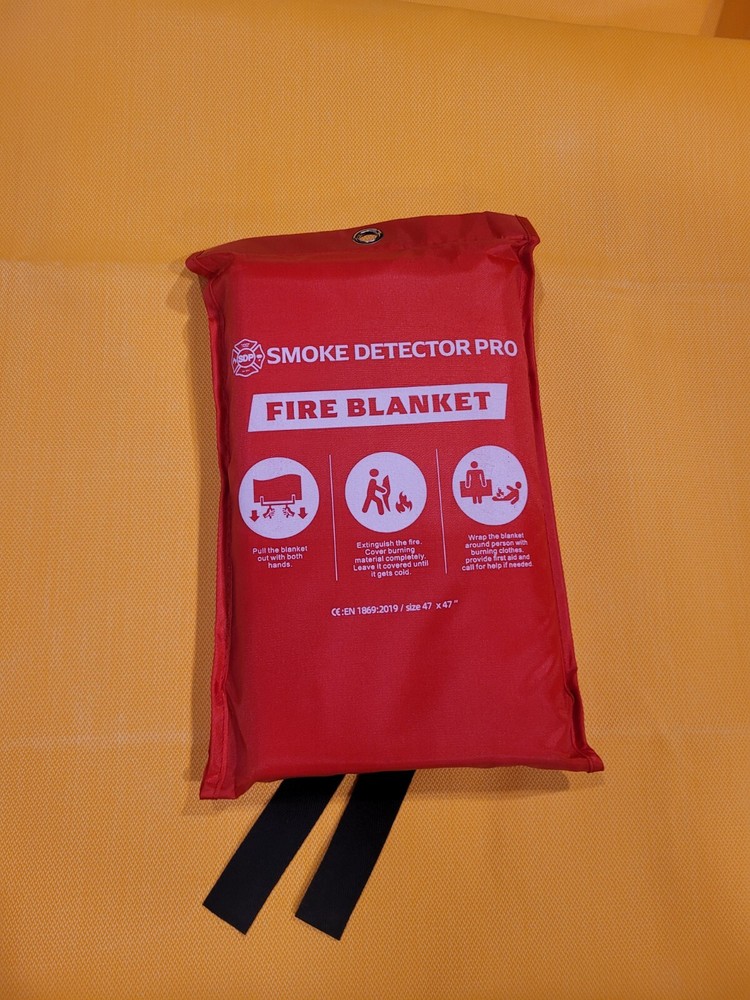 SDP
SMOKE DETECTOR PRO
FIRE BLANKET
Pull the blanket
out with both
hands.
Extinguish the fire.
Cover burning
material completely.
Leave it covered until
it gets cold.
Wrap the blanket
around person with
burning clothes.
provide first aid and
call for help if needed.
CE:EN 1869:2019 / size 47 x 47"